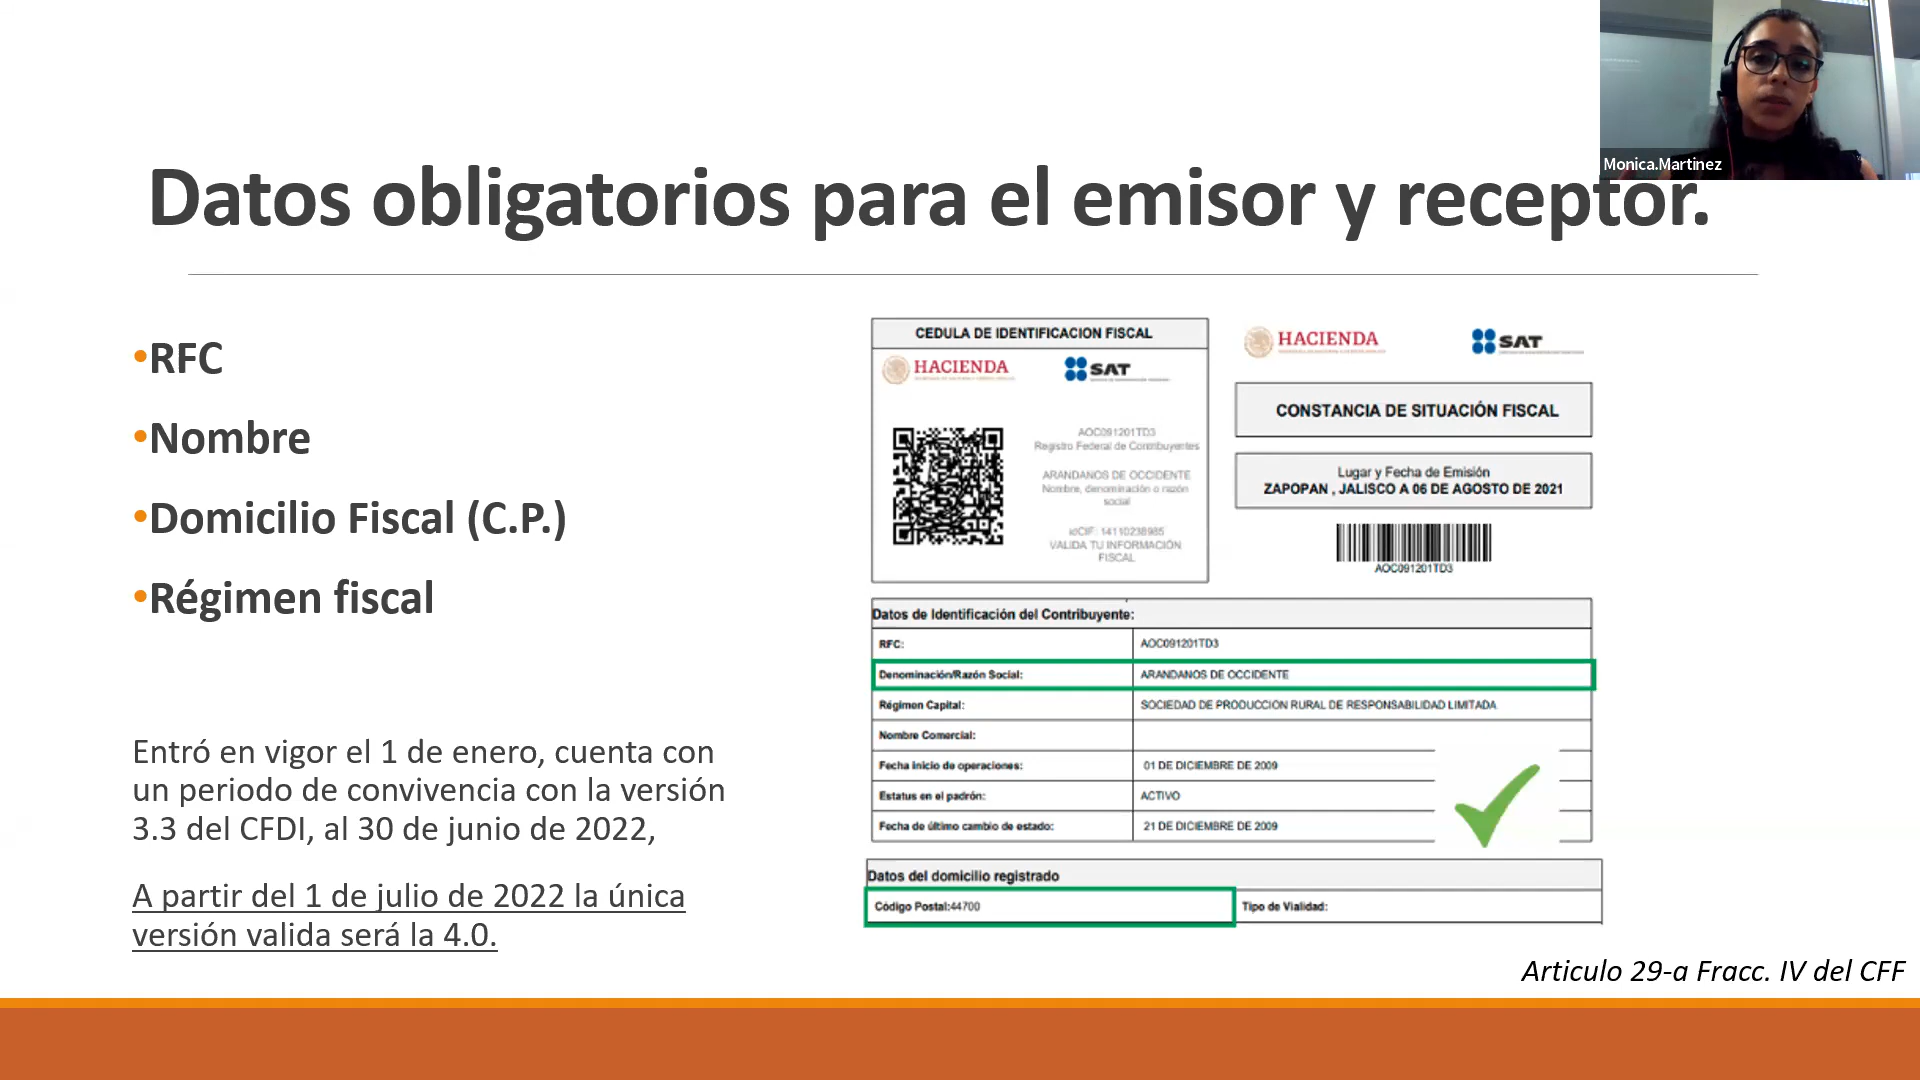 Monica.Martinez
Datos obligatorios para el emisor y receptor.
•RFC
•Nombre
•Domicilio Fiscal (C.P.)
•Régimen fiscal
Entró en vigor el 1 de enero, cuenta con
un periodo de convivencia con la versión
3.3 del CFDI, al 30 de junio de 2022,
A partir del 1 de julio de 2022 la única
versión valida será la 4.0.
CEDULA DE IDENTIFICACION FISCAL
HACIENDA
SAT
AOC091201TD3
Registro Federal de Contribuyentes
ARANDANOS DE OCCIDENTE
Nombre, denominación o razón
social
idCIF: 14110238985
VALIDA TU INFORMACIÓN
FISCAL
HACIENDA
SAT
CONSTANCIA DE SITUACIÓN FISCAL
Lugar y Fecha de Emisión
ZAPOPAN , JALISCO A 06 DE AGOSTO DE 2021
AOC091201TD3
Datos de Identificación del Contribuyente:
RFC: AOC091201TD3
Denominación/Razón Social: ARANDANOS DE OCCIDENTE
Régimen Capital: SOCIEDAD DE PRODUCCION RURAL DE RESPONSABILIDAD LIMITADA
Nombre Comercial:
Fecha inicio de operaciones: 01 DE DICIEMBRE DE 2009
Estatus en el padrón: ACTIVO
Fecha de último cambio de estado: 21 DE DICIEMBRE DE 2009
Datos del domicilio registrado
Código Postal:44700 Tipo de Vialidad:
Articulo 29-a Fracc. IV del CFF